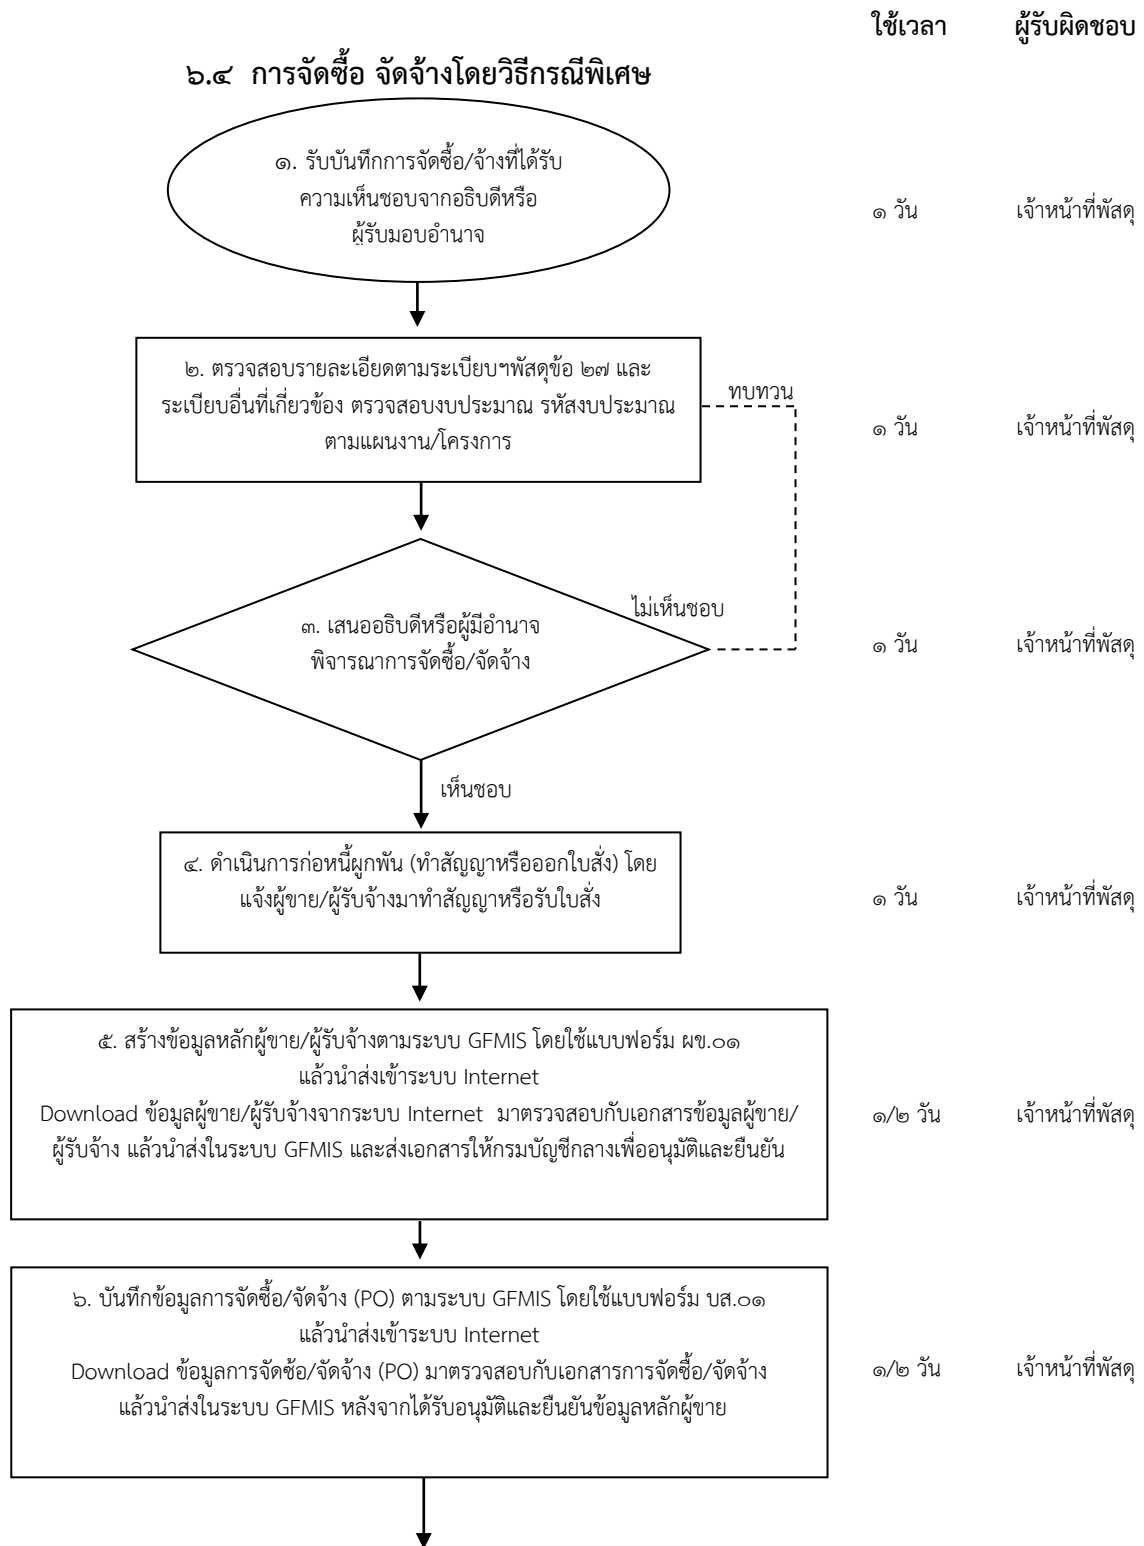 ใช้เวลา ผู้รับผิดชอบ
๖.๔ การจัดซื้อ จัดจ้างโดยวิธีกรณีพิเศษ
๑. รับบันทึกการจัดซื้อ/จ้างที่ได้รับ
ความเห็นชอบจากอธิบดีหรือ
ผู้รับมอบอำนาจ
๑ วัน เจ้าหน้าที่พัสดุ
๒. ตรวจสอบรายละเอียดตามระเบียบฯพัสดุข้อ ๒๗ และ
ระเบียบอื่นที่เกี่ยวข้อง ตรวจสอบงบประมาณ รหัสงบประมาณ
ตามแผนงาน/โครงการ
ทบทวน
๑ วัน เจ้าหน้าที่พัสดุ
๓. เสนออธิบดีหรือผู้มีอำนาจ
พิจารณาการจัดซื้อ/จัดจ้าง
ไม่เห็นชอบ
๑ วัน เจ้าหน้าที่พัสดุ
เห็นชอบ
๔. ดำเนินการก่อหนี้ผูกพัน (ทำสัญญาหรือออกใบสั่ง) โดย
แจ้งผู้ขาย/ผู้รับจ้างมาทำสัญญาหรือรับใบสั่ง
๑ วัน เจ้าหน้าที่พัสดุ
๕. สร้างข้อมูลหลักผู้ขาย/ผู้รับจ้างตามระบบ GFMIS โดยใช้แบบฟอร์ม ผข.๐๑
แล้วนำส่งเข้าระบบ Internet
Download ข้อมูลผู้ขาย/ผู้รับจ้างจากระบบ Internet มาตรวจสอบกับเอกสารข้อมูลผู้ขาย/
ผู้รับจ้าง แล้วนำส่งในระบบ GFMIS และส่งเอกสารให้กรมบัญชีกลางเพื่ออนุมัติและยืนยัน
๑/๒ วัน เจ้าหน้าที่พัสดุ
๖. บันทึกข้อมูลการจัดซื้อ/จัดจ้าง (PO) ตามระบบ GFMIS โดยใช้แบบฟอร์ม บส.๐๑
แล้วนำส่งเข้าระบบ Internet
Download ข้อมูลการจัดซ้อ/จัดจ้าง (PO) มาตรวจสอบกับเอกสารการจัดซื้อ/จัดจ้าง
แล้วนำส่งในระบบ GFMIS หลังจากได้รับอนุมัติและยืนยันข้อมูลหลักผู้ขาย
๑/๒ วัน เจ้าหน้าที่พัสดุ